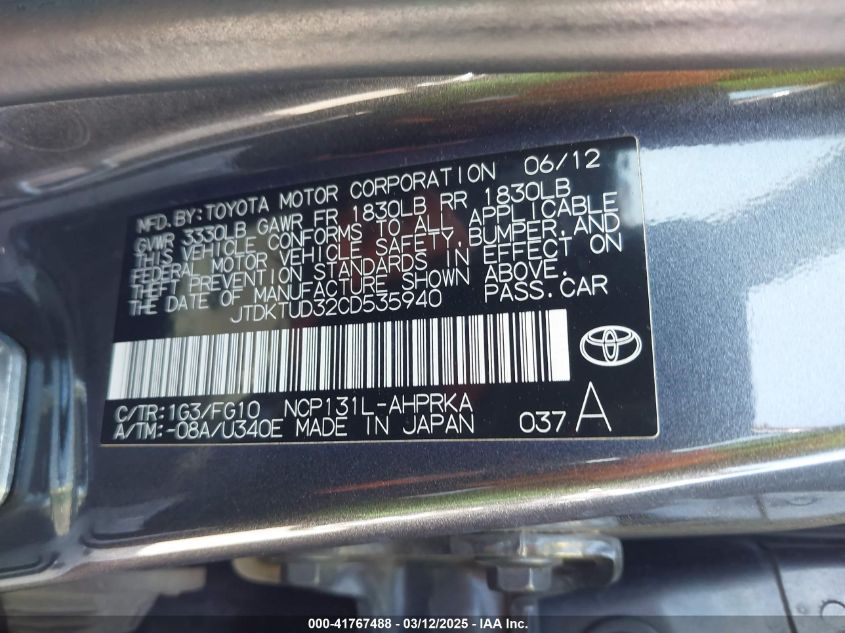 MFD. BY: TOYOTA MOTOR CORPORATION 06/12
GVWR 3330LB GAWR FR 1830LB RR 1830LB
THIS VEHICLE CONFORMS TO ALL APPLICABLE
FEDERAL MOTOR VEHICLE SAFETY, BUMPER, AND
THEFT PREVENTION STANDARDS IN EFFECT ON
THE DATE OF MANUFACTURE SHOWN ABOVE.
JTDKTUD32CD535940 PASS. CAR
C/TR: 1G3/FG10 NCP131L-AHPRKA
A/TM: -08A/U340E MADE IN JAPAN 037 A
000-41767488 - 03/12/2025 - IAA Inc.